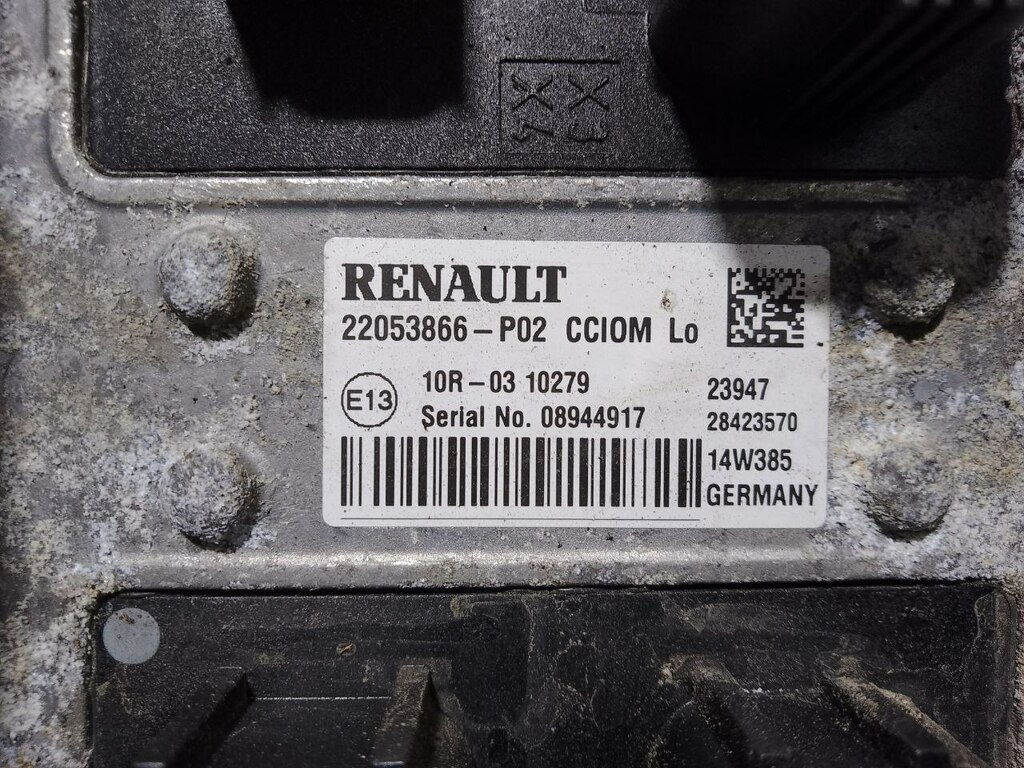 RENAULT
22053866-P02 CCIOM Lo
E13
10R-03 10279
Serial No. 08944917
23947
28423570
14W385
GERMANY